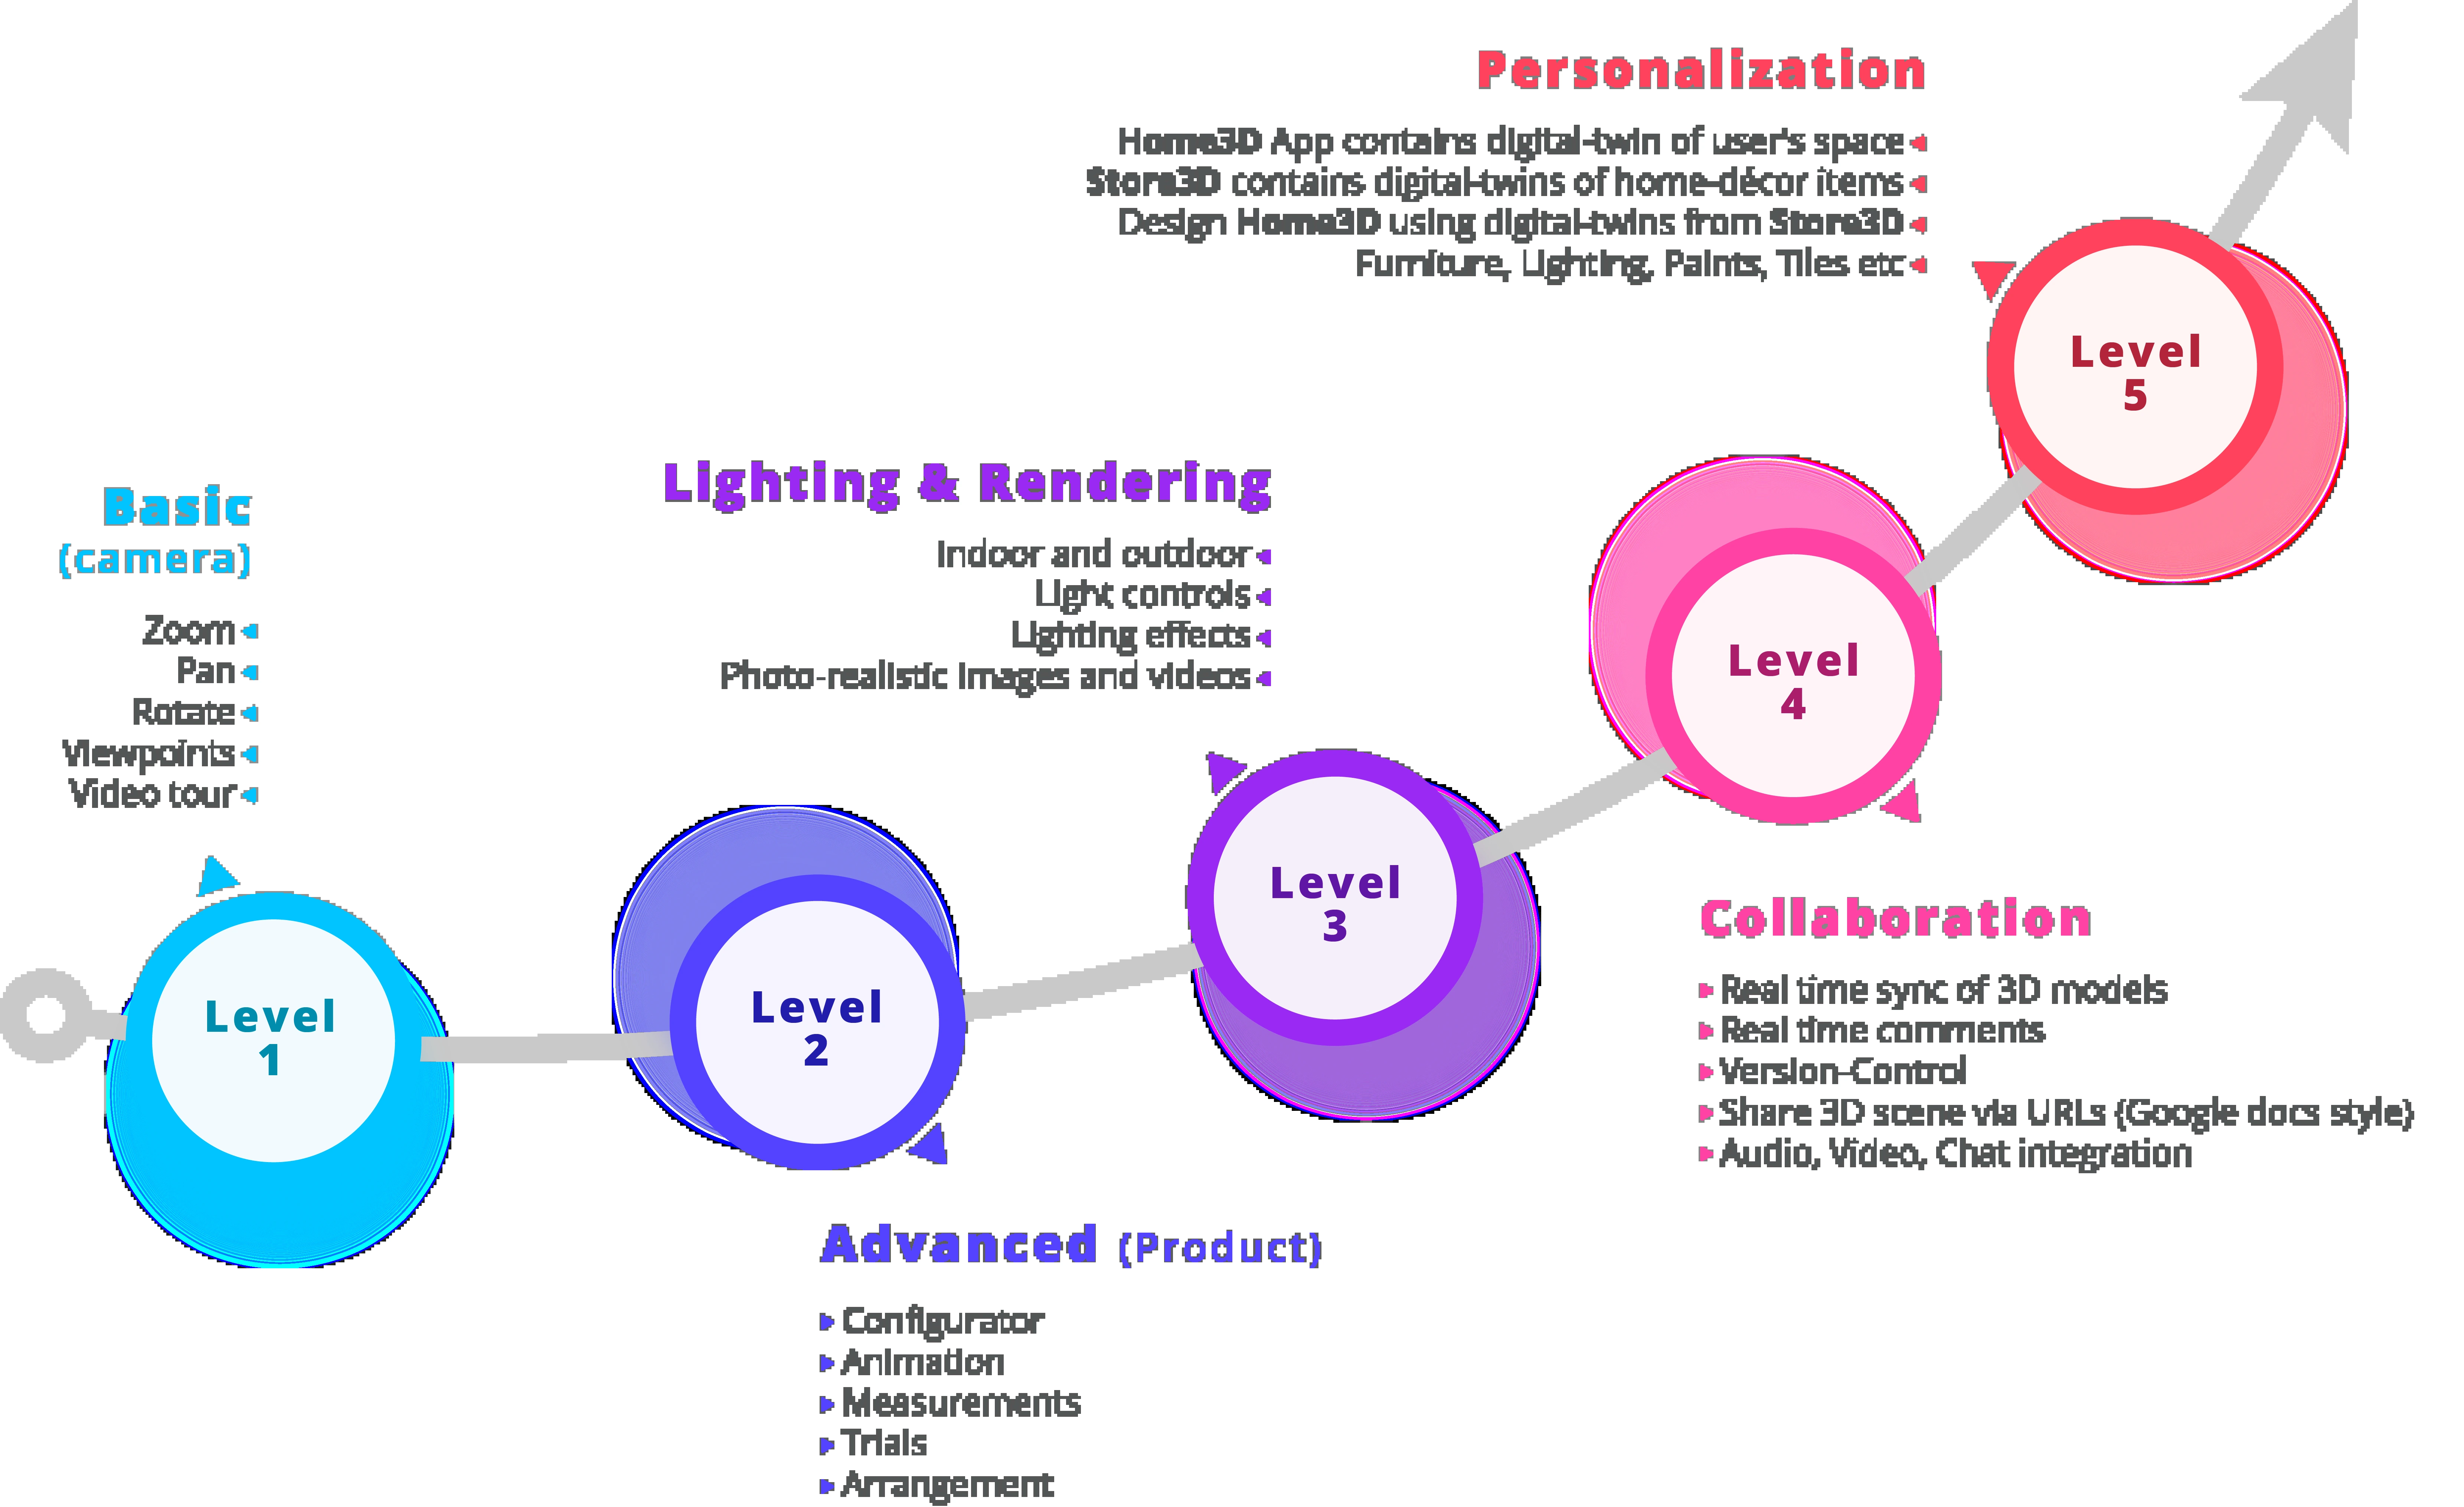 Personalization
Home3D App contains digital-twin of user's space
Store3D contains digital-twins of home-décor items
Design Home3D using digital-twins from Store3D
Furniture, Lighting, Paints, Tiles etc
Level
5
Basic
(camera)
Zoom
Pan
Rotate
Viewpoints
Video tour
Level
1
Lighting & Rendering
Indoor and outdoor
Light controls
Lighting effects
Photo-realistic images and videos
Level
3
Level
4
Level
2
Collaboration
Real time sync of 3D models
Real time comments
Version-Control
Share 3D scene via URLs (Google docs style)
Audio, Video, Chat integration
Advanced (Product)
Configurator
Animation
Measurements
Trials
Arrangement